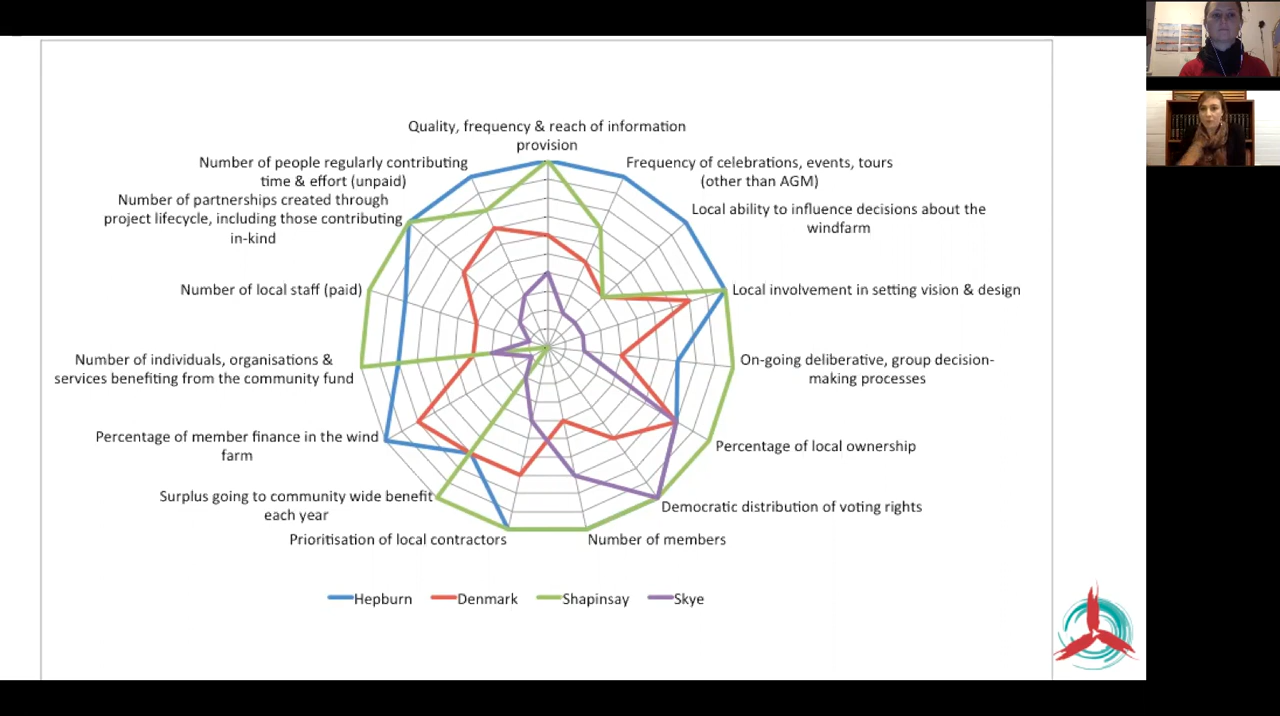 Quality, frequency & reach of information
provision
Number of people regularly contributing
time & effort (unpaid)
Frequency of celebrations, events, tours
(other than AGM)
Number of partnerships created through
project lifecycle, including those contributing
in-kind
Local ability to influence decisions about the
windfarm
Number of local staff (paid)
Local involvement in setting vision & design
Number of individuals, organisations &
services benefiting from the community fund
On-going deliberative, group decision-
making processes
Percentage of member finance in the wind
farm
Percentage of local ownership
Surplus going to community wide benefit
each year
Democratic distribution of voting rights
Prioritisation of local contractors
Number of members
Hepburn
Denmark
Shapinsay
Skye